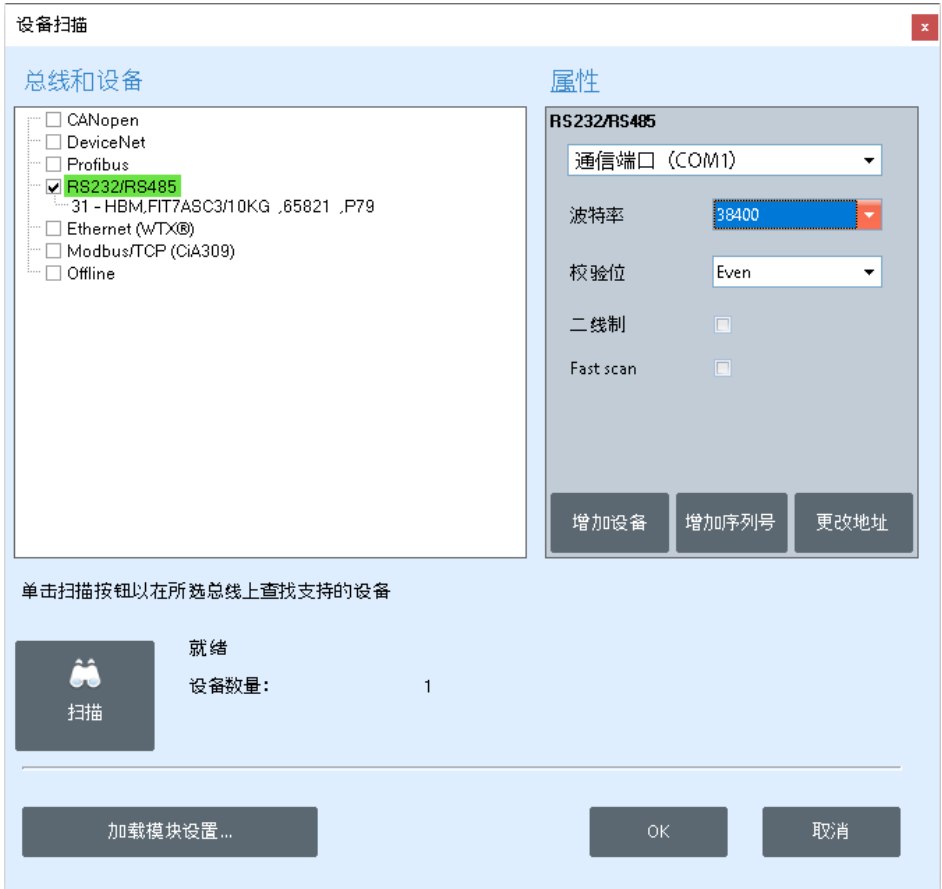 设备扫描
x
总线和设备
CANopen
DeviceNet
Profibus
RS232/RS485
31 - HBM,FIT7ASC3/10KG ,65821 ,P79
Ethernet (WTX®)
Modbus/TCP (CiA309)
Offline
属性
RS232/RS485
通信端口 (COM1)
波特率 38400
校验位 Even
二线制
Fast scan
增加设备 增加序列号 更改地址
单击扫描按钮以在所选总线上查找支持的设备
扫描
就绪
设备数量: 1
加载模块设置... OK 取消